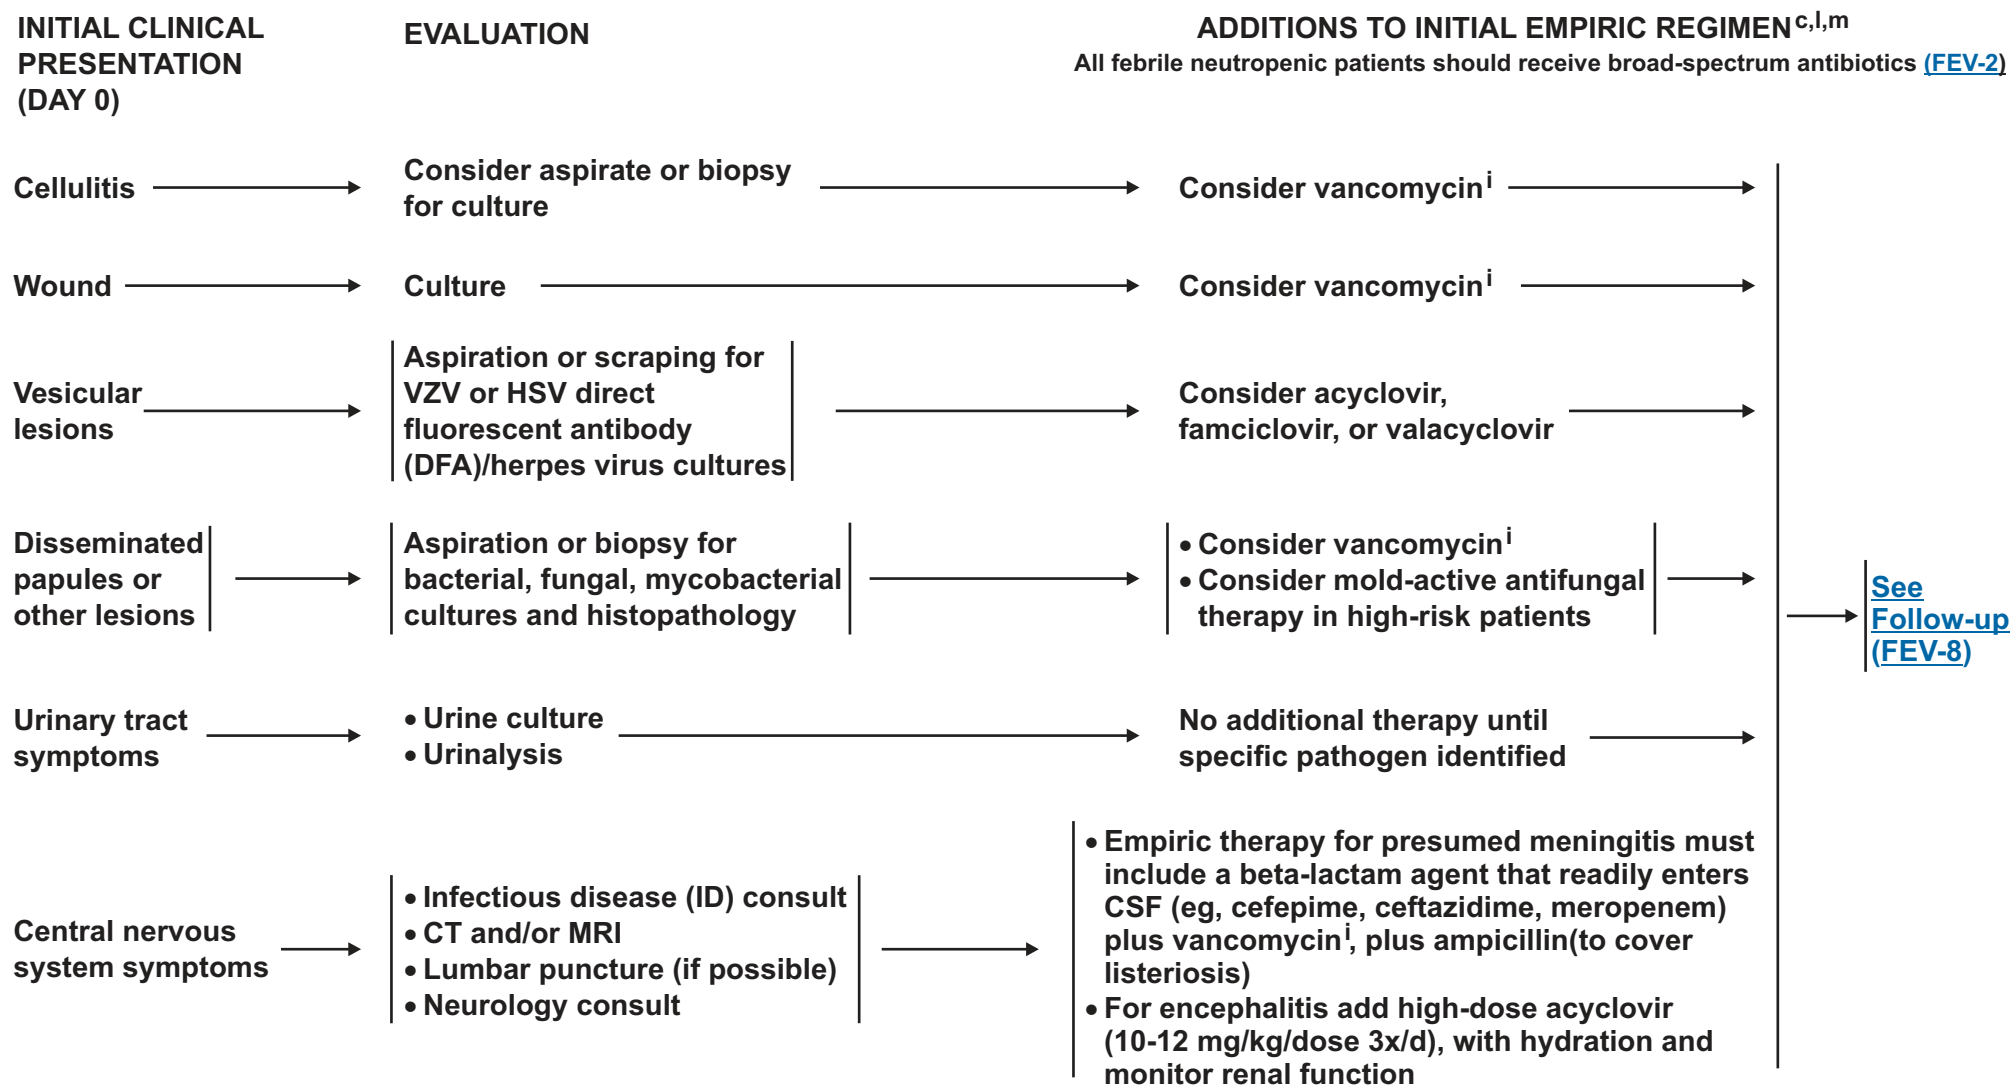 INITIAL CLINICAL
PRESENTATION
(DAY 0)
EVALUATION
ADDITIONS TO INITIAL EMPIRIC REGIMENc,l,m
All febrile neutropenic patients should receive broad-spectrum antibiotics (FEV-2)
Cellulitis
Consider aspirate or biopsy
for culture
Consider vancomycini
Wound
Culture
Consider vancomycini
Vesicular
lesions
Aspiration or scraping for
VZV or HSV direct
fluorescent antibody
(DFA)/herpes virus cultures
Consider acyclovir,
famciclovir, or valacyclovir
Disseminated
papules or
other lesions
Aspiration or biopsy for
bacterial, fungal, mycobacterial
cultures and histopathology
• Consider vancomycini
• Consider mold-active antifungal
therapy in high-risk patients
See
Follow-up
(FEV-8)
Urinary tract
symptoms
• Urine culture
• Urinalysis
No additional therapy until
specific pathogen identified
Central nervous
system symptoms
• Infectious disease (ID) consult
• CT and/or MRI
• Lumbar puncture (if possible)
• Neurology consult
• Empiric therapy for presumed meningitis must
include a beta-lactam agent that readily enters
CSF (eg, cefepime, ceftazidime, meropenem)
plus vancomycini, plus ampicillin(to cover
listeriosis)
• For encephalitis add high-dose acyclovir
(10-12 mg/kg/dose 3x/d), with hydration and
monitor renal function